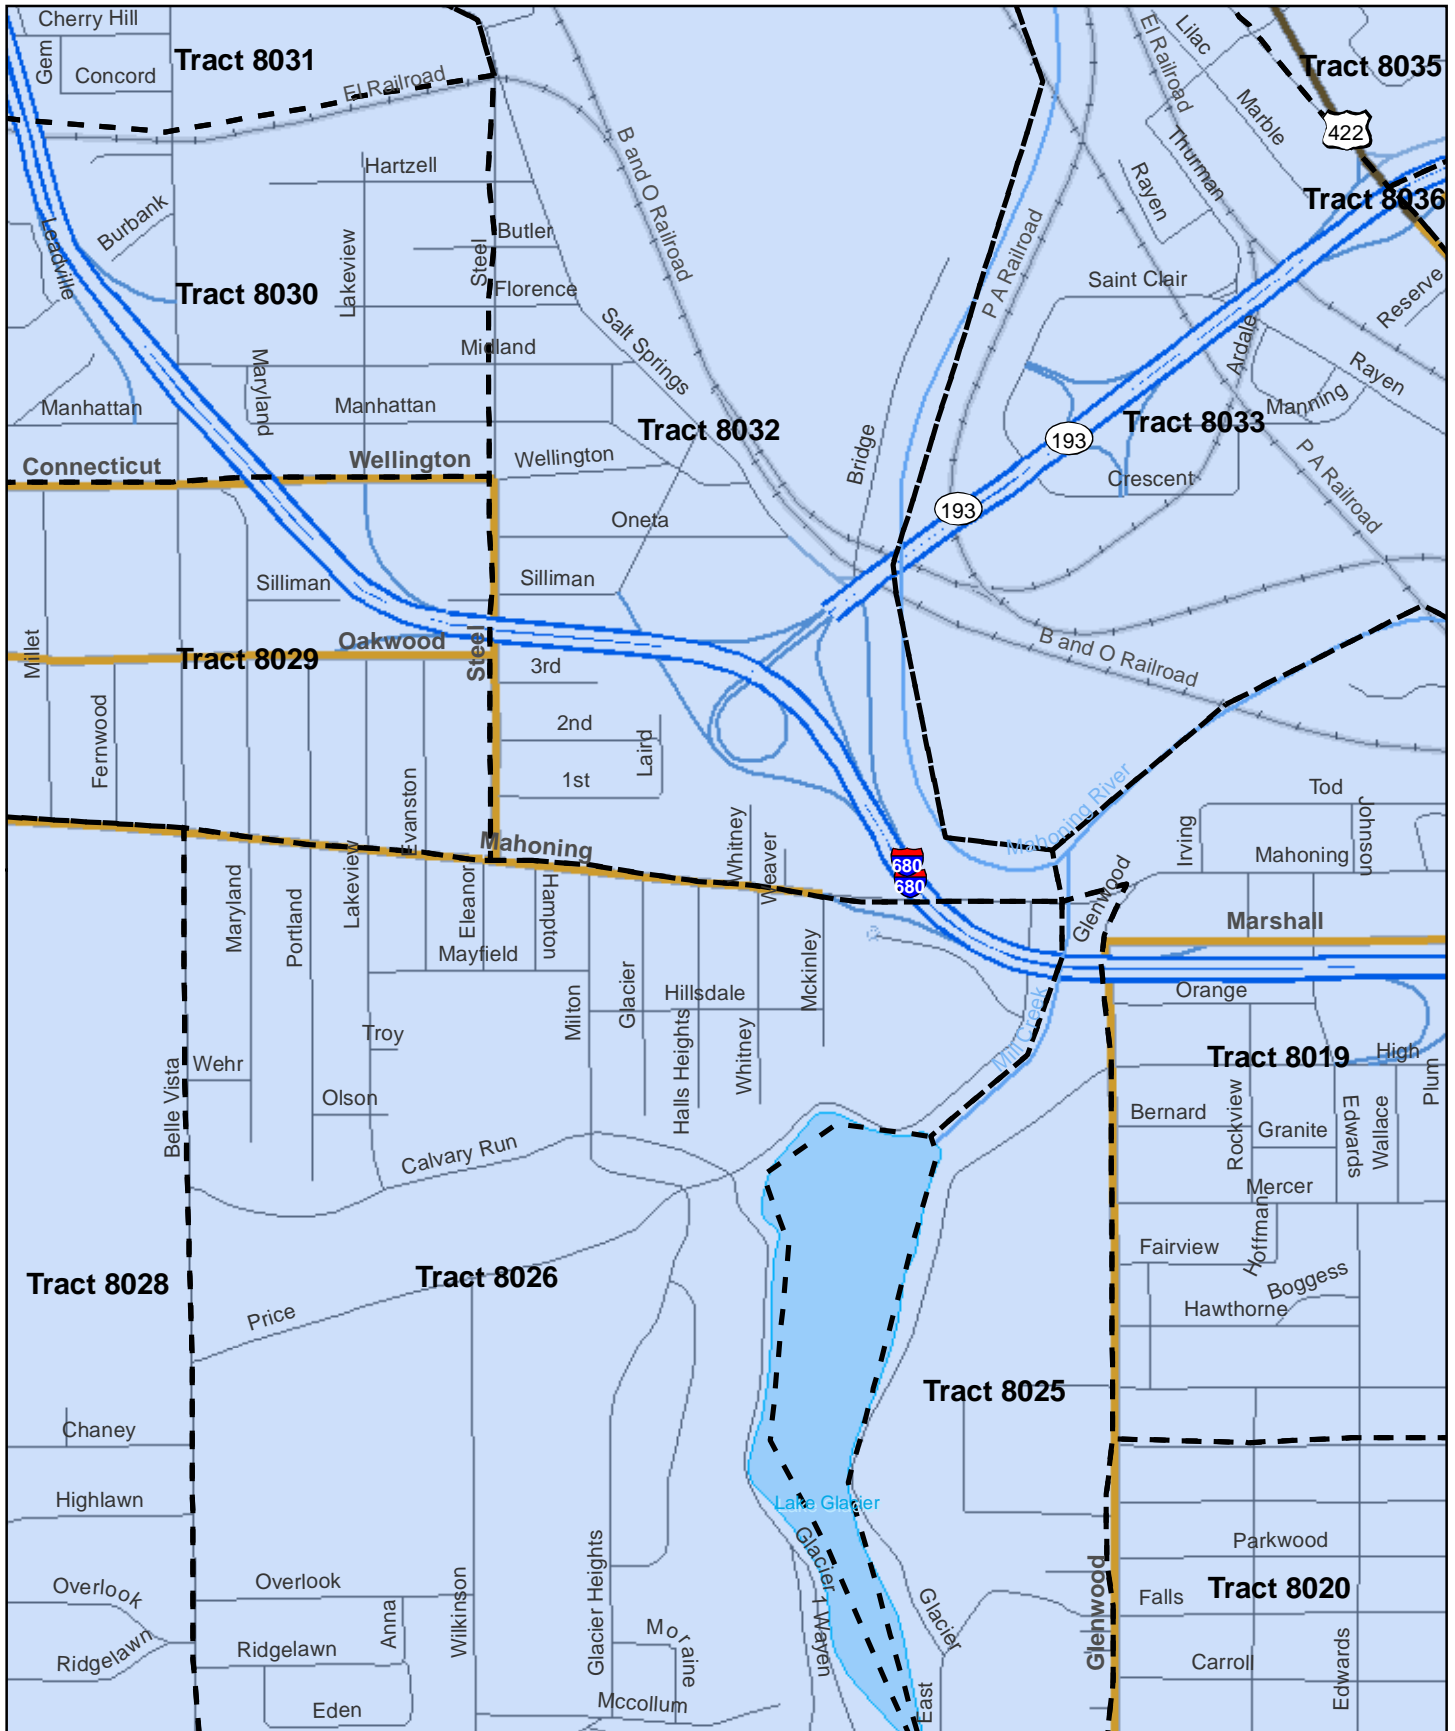 Cherry Hill
Gem
Concord
Tract 8031
El Railroad
El Railroad
Lilac
Tract 8035
Marble
422
Thurman
Rayen
Tract 8036
Hartzell
B and O Railroad
Burbank
Butler
Leadville
Lakeview
Steel
Tract 8030
Florence
P A Railroad
Saint Clair
Reserve
Salt Springs
Midland
Maryland
Ardale
Rayen
Manhattan
Manhattan
Manning
Tract 8032
Tract 8033
193
Bridge
P A Railroad
Connecticut
Wellington
Wellington
Crescent
193
Oneta
Silliman
Silliman
Millet
Oakwood
Steel
Tract 8029
3rd
B and O Railroad
Fernwood
2nd
Laird
1st
Evanston
Mahoning River
Tod
Johnson
Irving
Mahoning
Mahoning
Whitney
Weaver
680
680
Glenwood
Maryland
Portland
Lakeview
Eleanor
Hampton
Marshall
Mayfield
Mckinley
Milton
Glacier
Hillsdale
Orange
Troy
Whitney
Halls Heights
Mill Creek
Wehr
Belle Vista
Tract 8019
High
Plum
Olson
Bernard
Rockview
Granite
Edwards
Wallace
Calvary Run
Mercer
Hoffman
Fairview
Tract 8028
Tract 8026
Boggess
Hawthorne
Price
Tract 8025
Chaney
Highlawn
Lake Glacier
Glacier
Parkwood
Glacier Heights
Overlook
Overlook
Wilkinson
Anna
1 Wayen
Glacier
Glenwood
Falls
Tract 8020
Ridgelawn
Ridgelawn
Moraine
Carroll
Edwards
Eden
Mccollum
East